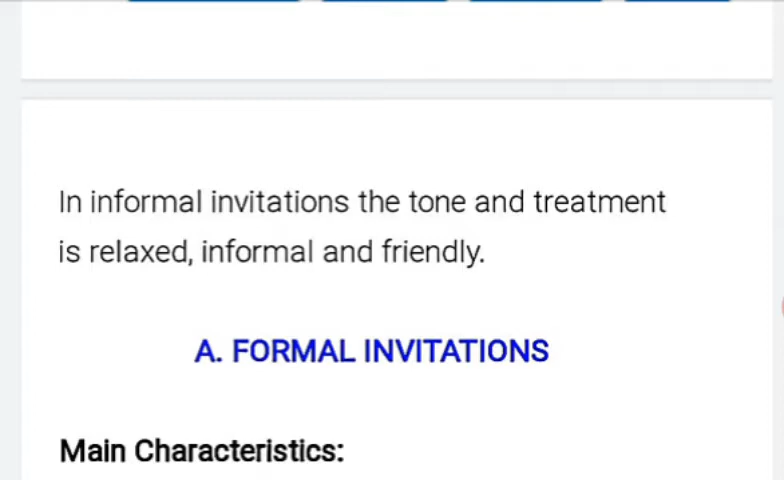 In informal invitations the tone and treatment
is relaxed, informal and friendly.
A. FORMAL INVITATIONS
Main Characteristics: